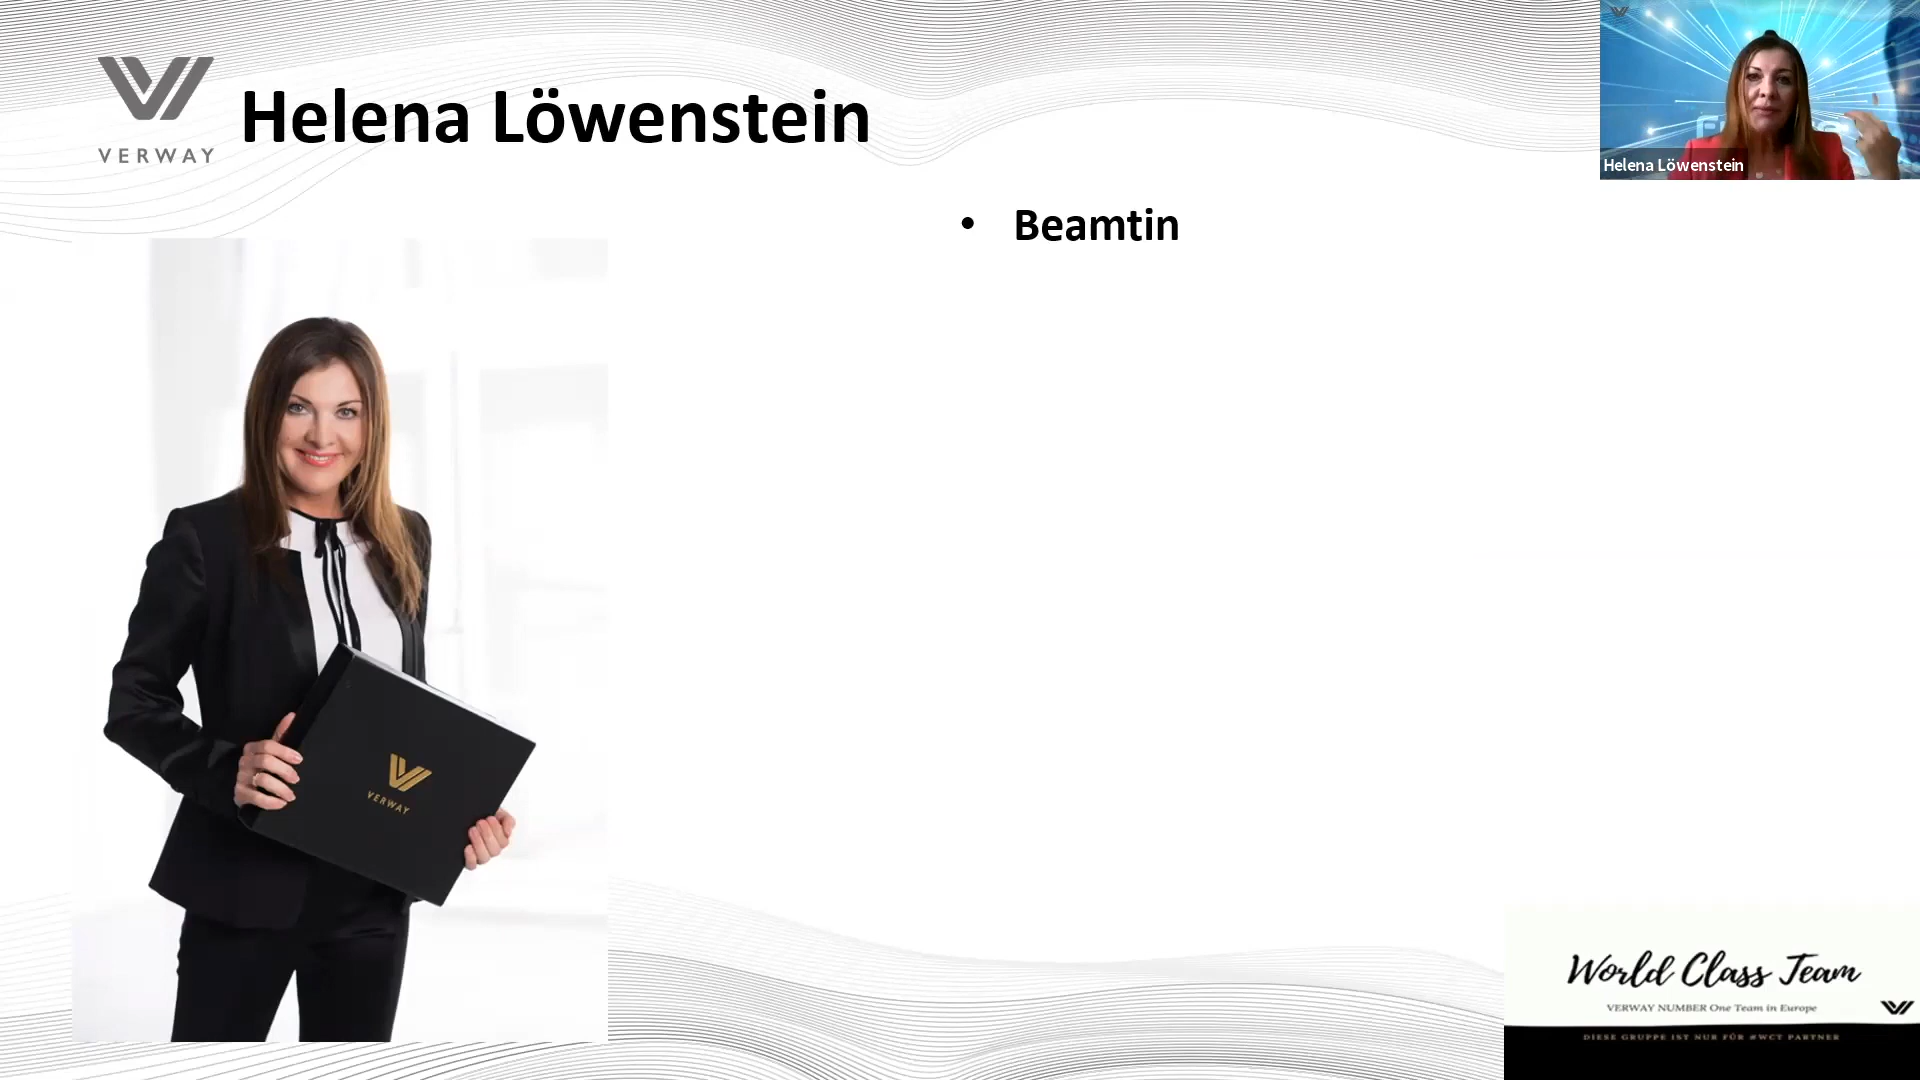 VERWAY
Helena Löwenstein
Helena Löwenstein
• Beamtin
VERWAY
World Class Team
VERWAY NUMBER One Team in Europe
DIESE GRUPPE IST NUR FÜR #WCT PARTNER